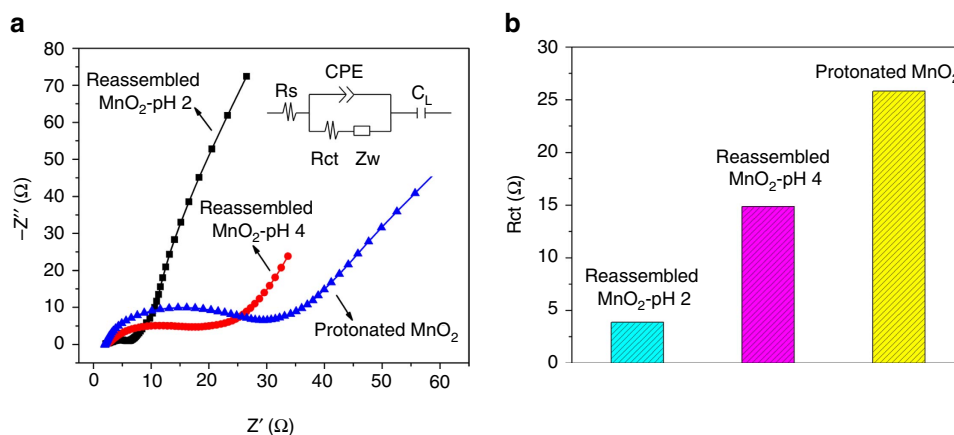 a
80
70
60
50
40
30
20
10
0
−Z″ (Ω)
0
10
20
30
40
50
60
Z′ (Ω)
Reassembled
MnO2-pH 2
Reassembled
MnO2-pH 4
Protonated MnO2
Rs
CPE
CL
Rct
Zw
b
30
25
20
15
10
5
0
Rct (Ω)
Reassembled
MnO2-pH 2
Reassembled
MnO2-pH 4
Protonated MnO2